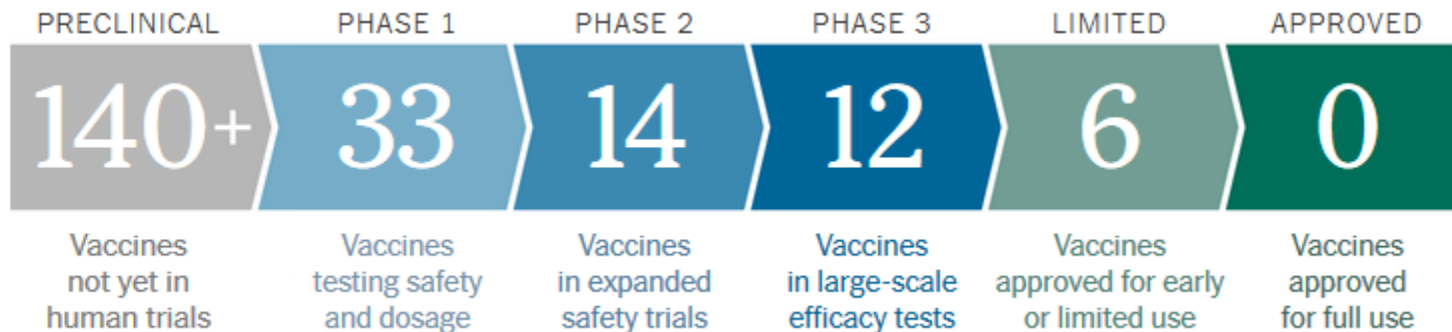 PRECLINICAL PHASE 1 PHASE 2 PHASE 3 LIMITED APPROVED
140+ 33 14 12 6 0
Vaccines Vaccines Vaccines Vaccines Vaccines Vaccines
not yet in testing safety in expanded in large-scale approved for early approved
human trials and dosage safety trials efficacy tests or limited use for full use